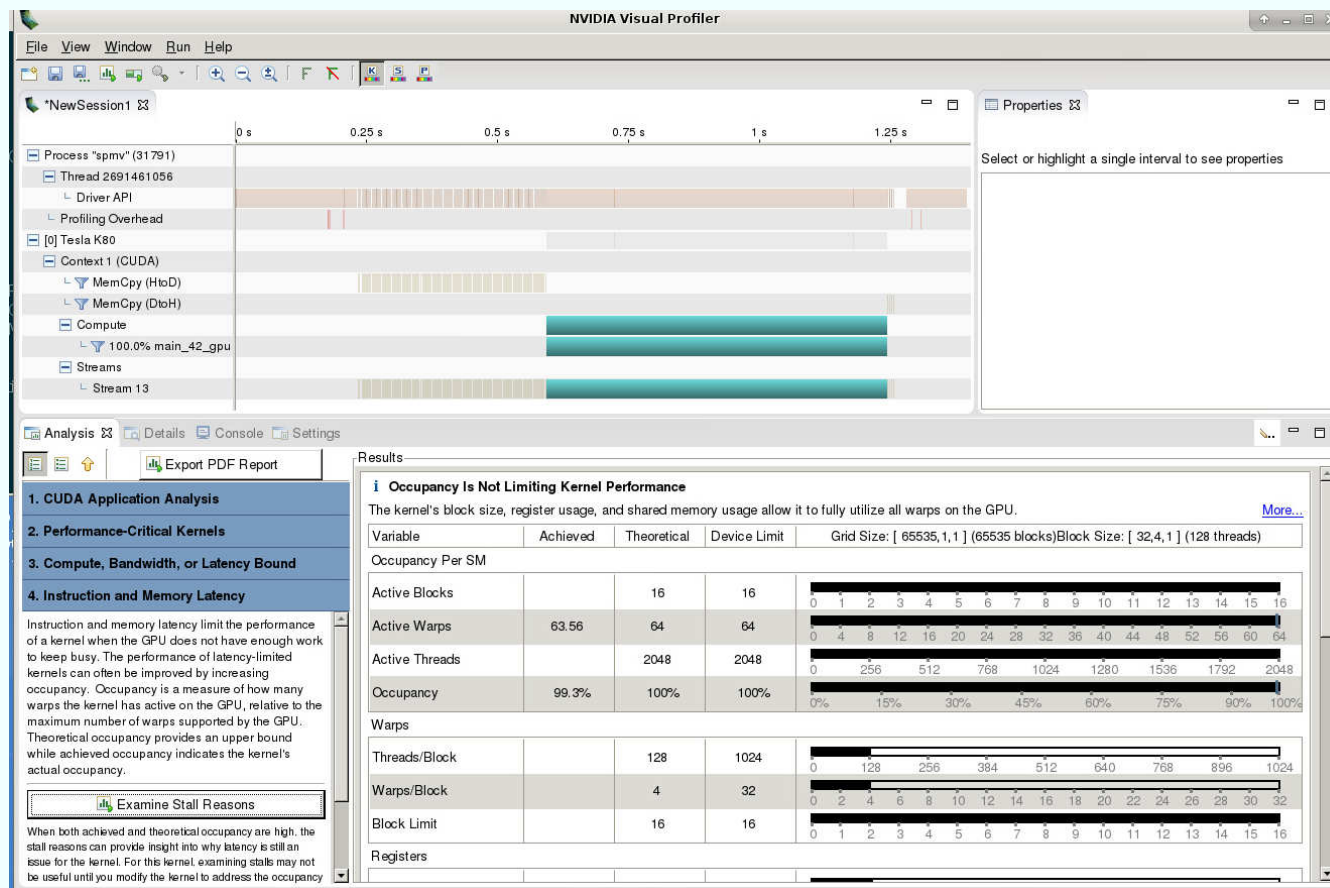 NVIDIA Visual Profiler
File View Window Run Help
*NewSession1
Properties
0 s 0.25 s 0.5 s 0.75 s 1 s 1.25 s
Process "spmv" (31791)
Select or highlight a single interval to see properties
Thread 2691461056
Driver API
Profiling Overhead
[0] Tesla K80
Context 1 (CUDA)
MemCpy (HtoD)
MemCpy (DtoH)
Compute
100.0% main_42_gpu
Streams
Stream 13
Analysis Details Console Settings
Export PDF Report
1. CUDA Application Analysis
2. Performance-Critical Kernels
3. Compute, Bandwidth, or Latency Bound
4. Instruction and Memory Latency
Instruction and memory latency limit the performance
of a kernel when the GPU does not have enough work
to keep busy. The performance of latency-limited
kernels can often be improved by increasing
occupancy. Occupancy is a measure of how many
warps the kernel has active on the GPU, relative to the
maximum number of warps supported by the GPU.
Theoretical occupancy provides an upper bound
while achieved occupancy indicates the kernel's
actual occupancy.
Examine Stall Reasons
When both achieved and theoretical occupancy are high, the
stall reasons can provide insight into why latency is still an
issue for the kernel. For this kernel, examining stalls may not
be useful until you modify the kernel to address the occupancy
Results
i Occupancy Is Not Limiting Kernel Performance
The kernel's block size, register usage, and shared memory usage allow it to fully utilize all warps on the GPU. More...
Variable Achieved Theoretical Device Limit Grid Size: [ 65535,1,1 ] (65535 blocks)Block Size: [ 32,4,1 ] (128 threads)
Occupancy Per SM
Active Blocks 16 16
0 1 2 3 4 5 6 7 8 9 10 11 12 13 14 15 16
Active Warps 63.56 64 64
0 4 8 12 16 20 24 28 32 36 40 44 48 52 56 60 64
Active Threads 2048 2048
0 256 512 768 1024 1280 1536 1792 2048
Occupancy 99.3% 100% 100%
0% 15% 30% 45% 60% 75% 90% 100%
Warps
Threads/Block 128 1024
0 128 256 384 512 640 768 896 1024
Warps/Block 4 32
0 2 4 6 8 10 12 14 16 18 20 22 24 26 28 30 32
Block Limit 16 16
0 1 2 3 4 5 6 7 8 9 10 11 12 13 14 15 16
Registers